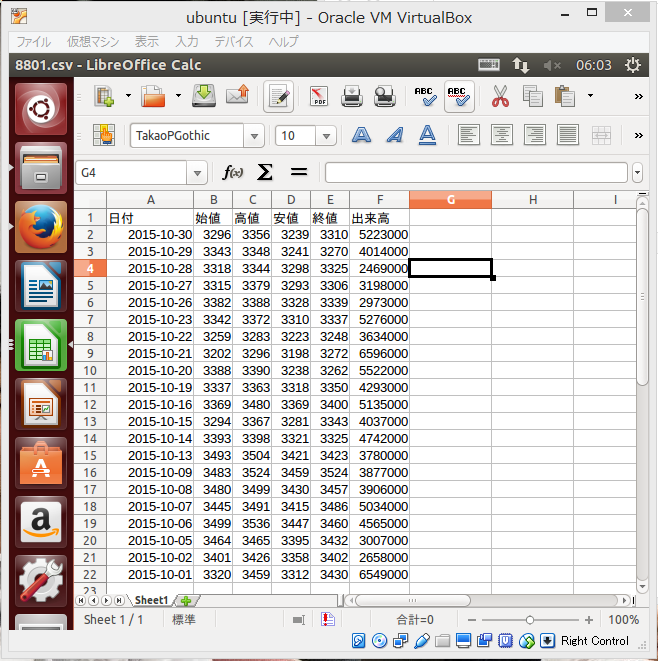 ubuntu [実行中] - Oracle VM VirtualBox
ファイル 仮想マシン 表示 入力 デバイス ヘルプ
8801.csv - LibreOffice Calc 06:03
PDF ABC ABC »
TakaoPGothic 10 A A A »
G4 f(x) Σ =
A B C D E F G H I
1 日付 始値 高値 安値 終値 出来高
2 2015-10-30 3296 3356 3239 3310 5223000
3 2015-10-29 3343 3348 3241 3270 4014000
4 2015-10-28 3318 3344 3298 3325 2469000
5 2015-10-27 3315 3379 3293 3306 3198000
6 2015-10-26 3382 3388 3328 3339 2973000
7 2015-10-23 3342 3372 3310 3337 5276000
8 2015-10-22 3259 3283 3223 3248 3634000
9 2015-10-21 3202 3296 3198 3272 6596000
10 2015-10-20 3388 3390 3238 3262 5522000
11 2015-10-19 3337 3363 3318 3350 4293000
12 2015-10-16 3369 3480 3369 3400 5135000
13 2015-10-15 3294 3367 3281 3343 4037000
14 2015-10-14 3393 3398 3321 3325 4742000
15 2015-10-13 3493 3504 3421 3423 3780000
16 2015-10-09 3483 3524 3459 3524 3877000
17 2015-10-08 3480 3499 3430 3457 3906000
18 2015-10-07 3445 3491 3415 3486 5034000
19 2015-10-06 3499 3536 3447 3460 4565000
20 2015-10-05 3464 3465 3395 3432 3007000
21 2015-10-02 3401 3426 3358 3402 2658000
22 2015-10-01 3320 3459 3312 3430 6549000
23
Sheet1
Sheet 1 / 1 標準 合計=0 100%
Right Control